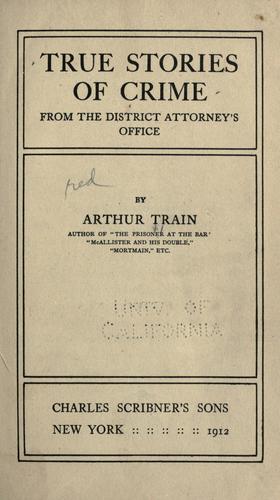 TRUE STORIES
OF CRIME
FROM THE DISTRICT ATTORNEY'S
OFFICE
BY
ARTHUR TRAIN
AUTHOR OF "THE PRISONER AT THE BAR"
"McALLISTER AND HIS DOUBLE,"
"MORTMAIN," ETC.
UNIV. OF
CALIFORNIA
CHARLES SCRIBNER'S SONS
NEW YORK :: :: :: :: :: 1912